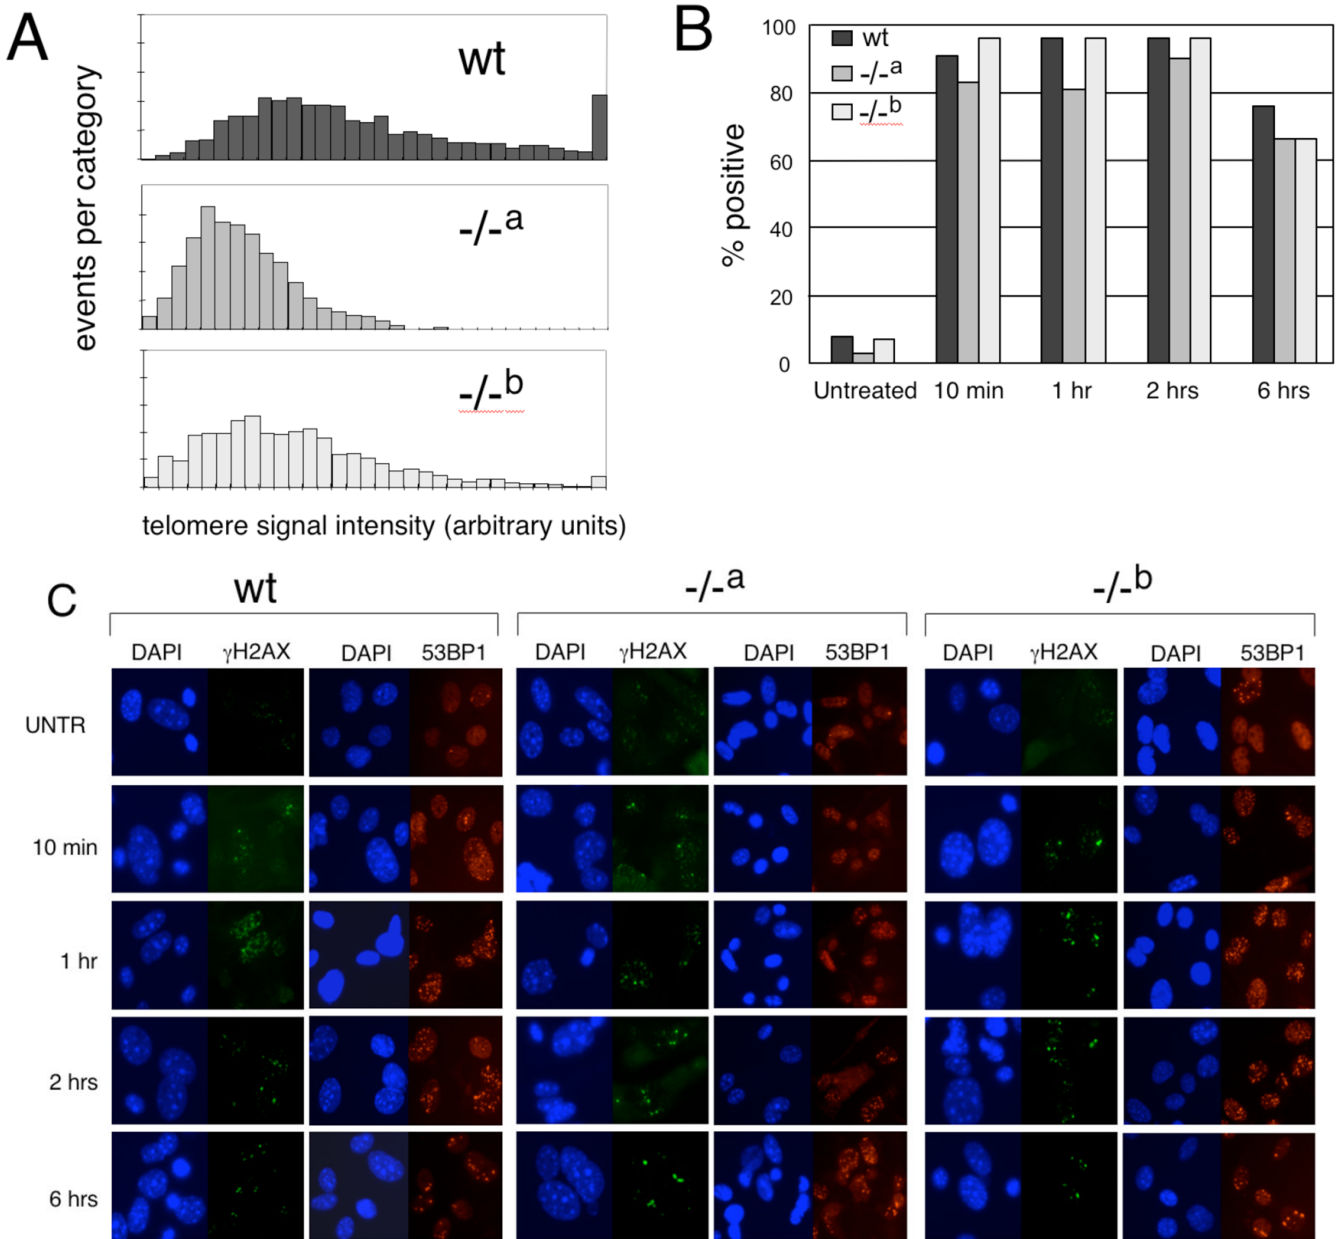 A
events per category
wt
-/-a
-/-b
telomere signal intensity (arbitrary units)
B
% positive
100
80
60
40
20
0
wt
-/-a
-/-b
Untreated 10 min 1 hr 2 hrs 6 hrs
C
wt -/-a -/-b
DAPI γH2AX DAPI 53BP1 DAPI γH2AX DAPI 53BP1 DAPI γH2AX DAPI 53BP1
UNTR
10 min
1 hr
2 hrs
6 hrs